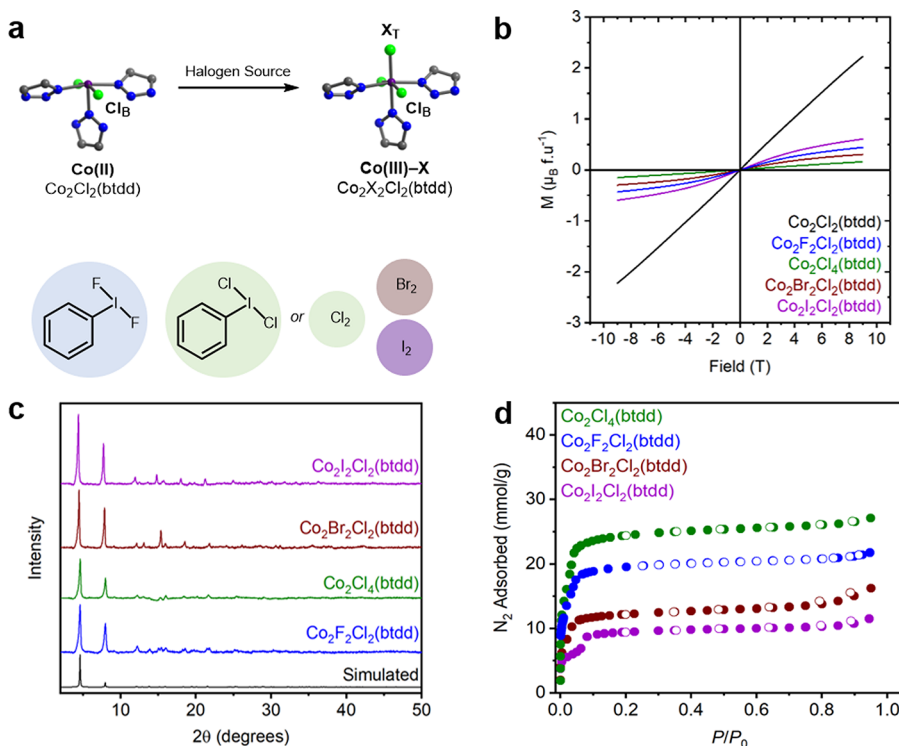 a
X_T
Halogen Source
Cl_B
Cl_B
Co(II)
Co₂Cl₂(btdd)
Co(III)–X
Co₂X₂Cl₂(btdd)
F
I
F
Cl
I
Cl
or
Cl₂
Br₂
I₂
b
M (μ_B f.u⁻¹)
3
2
1
0
-1
-2
-3
Co₂Cl₂(btdd)
Co₂F₂Cl₂(btdd)
Co₂Cl₄(btdd)
Co₂Br₂Cl₂(btdd)
Co₂I₂Cl₂(btdd)
-10 -8 -6 -4 -2 0 2 4 6 8 10
Field (T)
c
Intensity
Co₂I₂Cl₂(btdd)
Co₂Br₂Cl₂(btdd)
Co₂Cl₄(btdd)
Co₂F₂Cl₂(btdd)
Simulated
10 20 30 40 50
2θ (degrees)
d
N₂ Adsorbed (mmol/g)
Co₂Cl₄(btdd)
Co₂F₂Cl₂(btdd)
Co₂Br₂Cl₂(btdd)
Co₂I₂Cl₂(btdd)
45
40
30
20
10
0
0.0 0.2 0.4 0.6 0.8 1.0
P/P₀